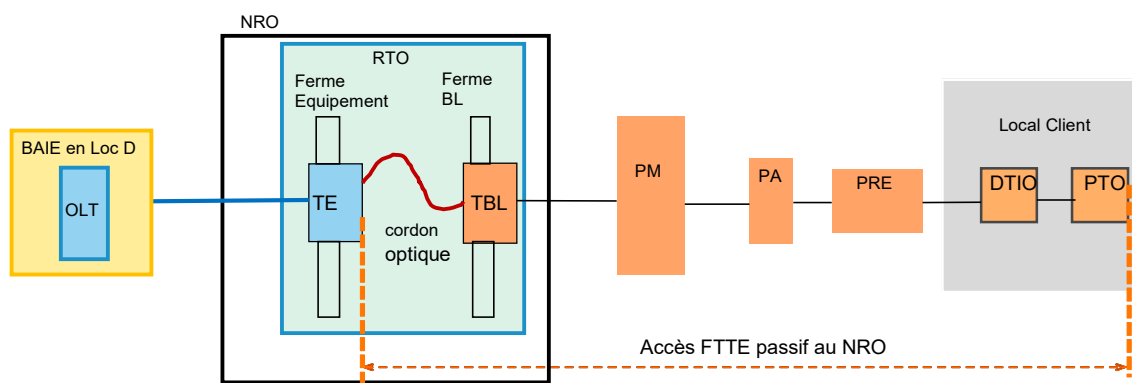 NRO
RTO
Ferme
Equipement
Ferme
BL
BAIE en Loc D
OLT
TE
TBL
cordon
optique
PM
PA
PRE
Local Client
DTIO
PTO
Accès FTTE passif au NRO